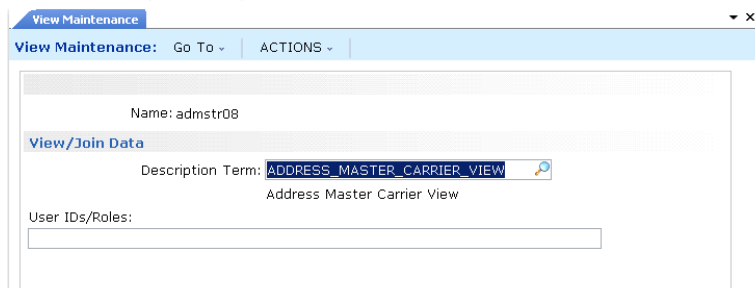 View Maintenance
View Maintenance: Go To ACTIONS
Name: admstr08
View/Join Data
Description Term: ADDRESS_MASTER_CARRIER_VIEW
Address Master Carrier View
User IDs/Roles: